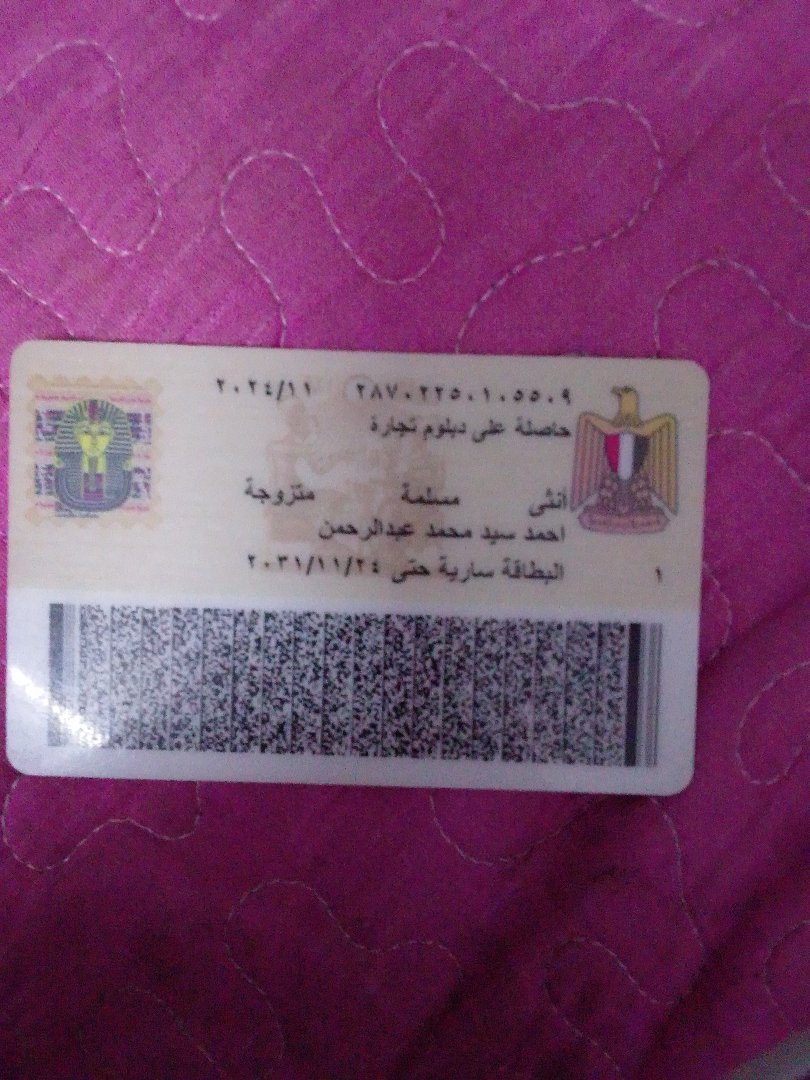 ٢٨٧٠٢٢٥٠١٠٥٥٠٩ ٢٠٢٤/١١
حاصلة على دبلوم تجارة
أنثى مسلمة متزوجة
احمد سيد محمد عبدالرحمن
البطاقة سارية حتى ٢٠٣١/١١/٢٤
١